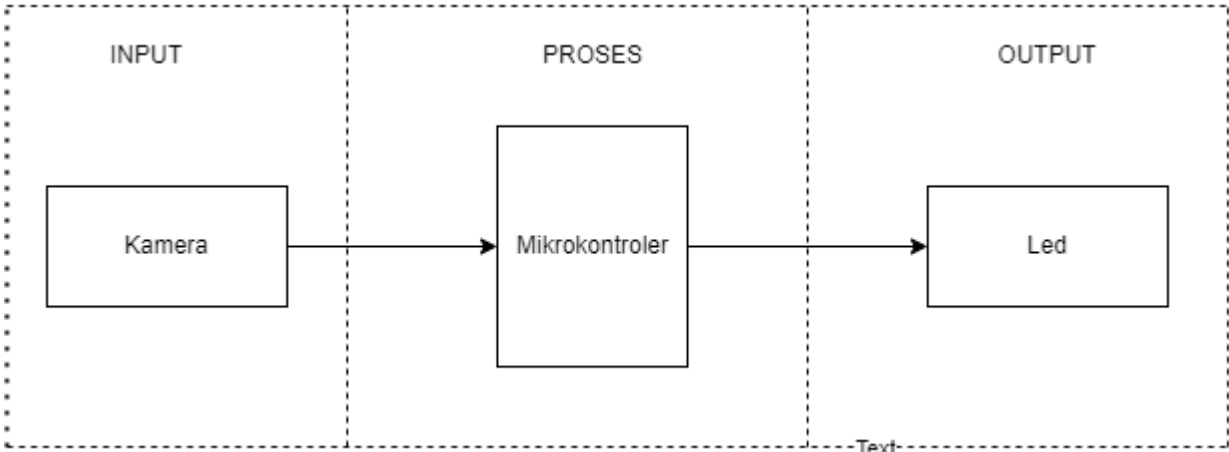 INPUT
PROSES
OUTPUT
Kamera
Mikrokontroler
Led
Text